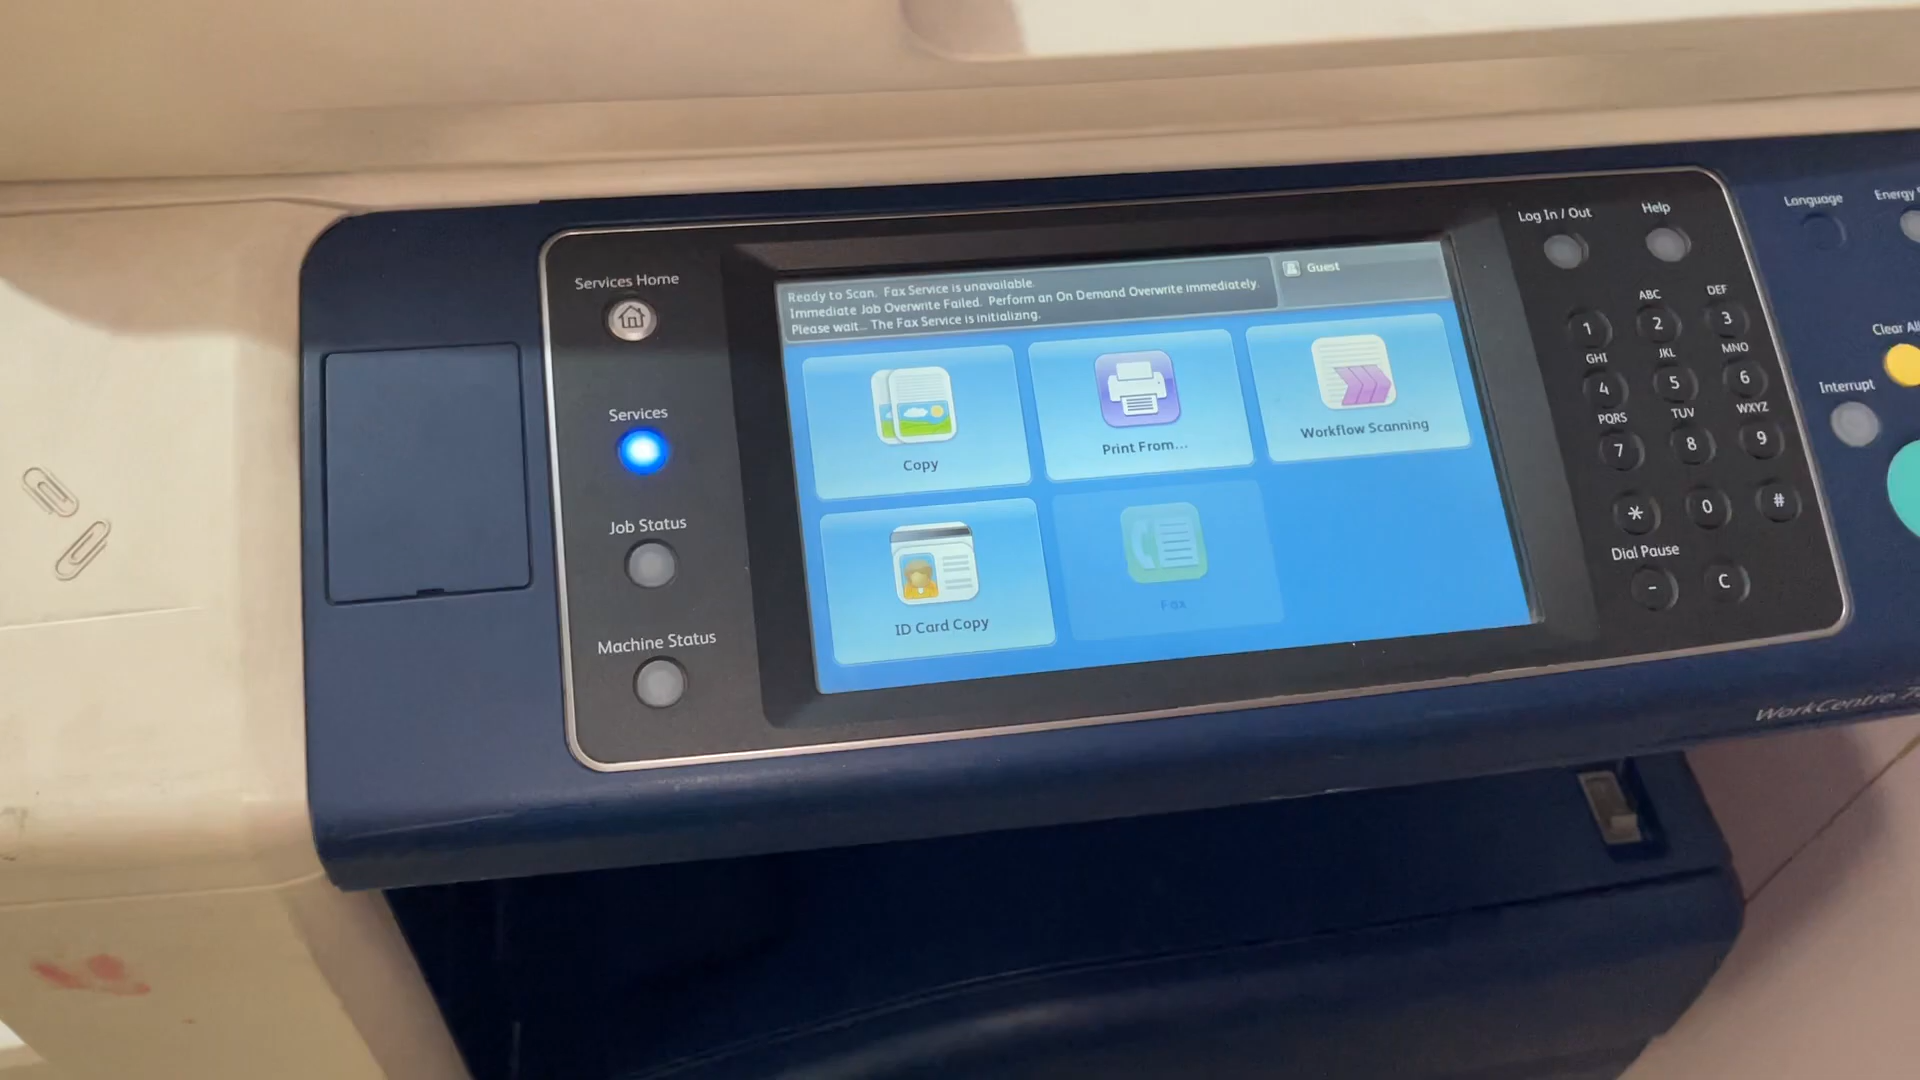 Language
Energy
Log In / Out
Help
Services Home
Ready to Scan. Fax Service is unavailable.
Immediate Job Overwrite Failed. Perform an On Demand Overwrite immediately.
Please wait... The Fax Service is initializing.
Guest
ABC
DEF
1
2
3
GHI
JKL
MNO
4
5
6
PQRS
TUV
WXYZ
7
8
9
*
0
#
Dial Pause
-
C
Clear All
Interrupt
Services
Copy
Print From...
Workflow Scanning
Job Status
ID Card Copy
Fax
Machine Status
WorkCentre